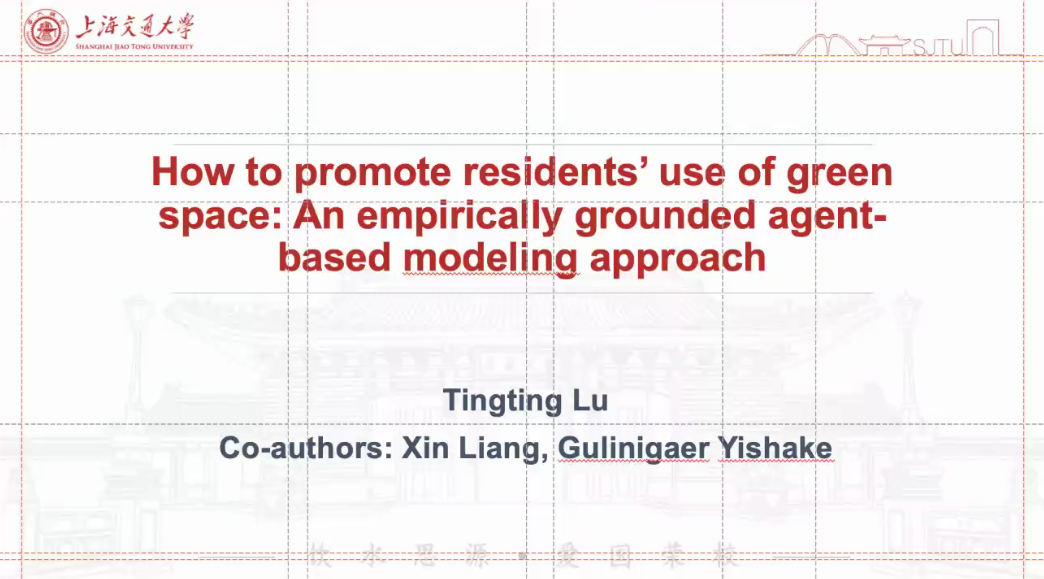 上海交通大學
SHANGHAI JIAO TONG UNIVERSITY
SJTU
How to promote residents’ use of green
space: An empirically grounded agent-
based modeling approach
Tingting Lu
Co-authors: Xin Liang, Gulinigaer Yishake
饮水思源 • 爱国荣校